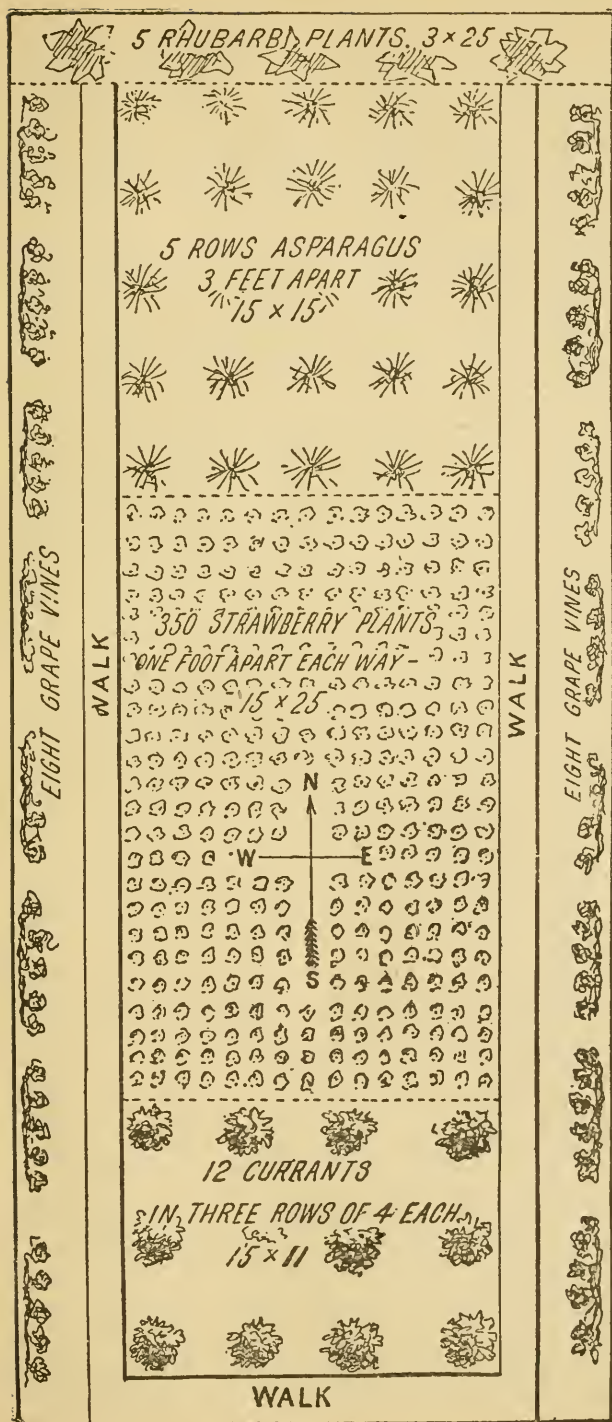 5 RHUBARB PLANTS. 3 × 25
5 ROWS ASPARAGUS
3 FEET APART
15 × 15
350 STRAWBERRY PLANTS
ONE FOOT APART EACH WAY —
15 × 25
EIGHT GRAPE VINES
WALK
WALK
EIGHT GRAPE VINES
N
W
E
S
12 CURRANTS
IN THREE ROWS OF 4 EACH
15 × 11
WALK